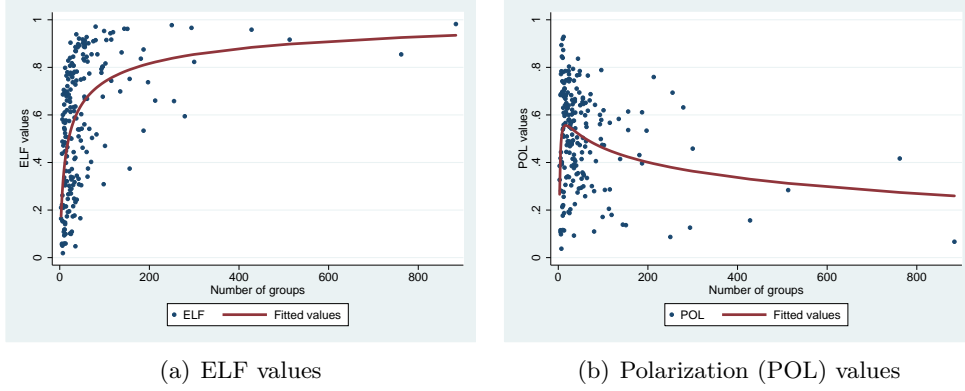 ELF values
0 .2 .4 .6 .8 1
0 200 400 600 800
Number of groups
ELF Fitted values
POL values
0 .2 .4 .6 .8 1
0 200 400 600 800
Number of groups
POL Fitted values
(a) ELF values
(b) Polarization (POL) values